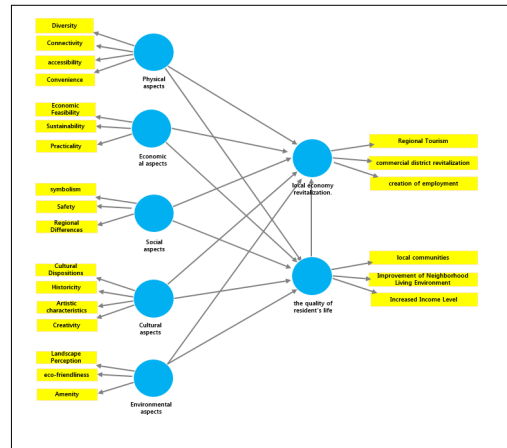 Diversity
Connectivity
accessibility
Convenience
Physical
aspects
Economic
Feasibility
Sustainability
Practicality
Economic
al aspects
symbolism
Safety
Regional
Differences
Social
aspects
Cultural
Dispositions
Historicity
Artistic
characteristics
Creativity
Cultural
aspects
Landscape
Perception
eco-friendliness
Amenity
Environmental
aspects
local economy
revitalization.
Regional Tourism
commercial district revitalization
creation of employment
the quality of
resident's life
local communities
Improvement of Neighborhood
Living Environment
Increased Income Level